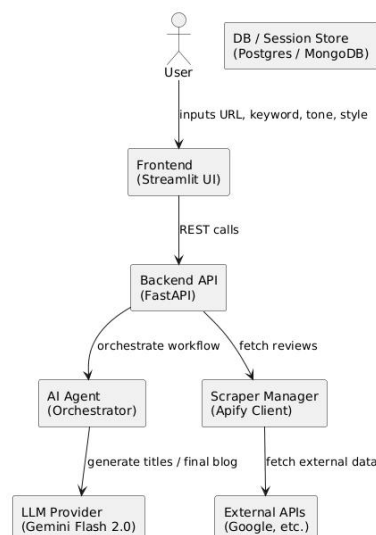 DB / Session Store
(Postgres / MongoDB)
User
inputs URL, keyword, tone, style
Frontend
(Streamlit UI)
REST calls
Backend API
(FastAPI)
orchestrate workflow
fetch reviews
AI Agent
(Orchestrator)
Scraper Manager
(Apify Client)
generate titles / final blog
fetch external data
LLM Provider
(Gemini Flash 2.0)
External APIs
(Google, etc.)